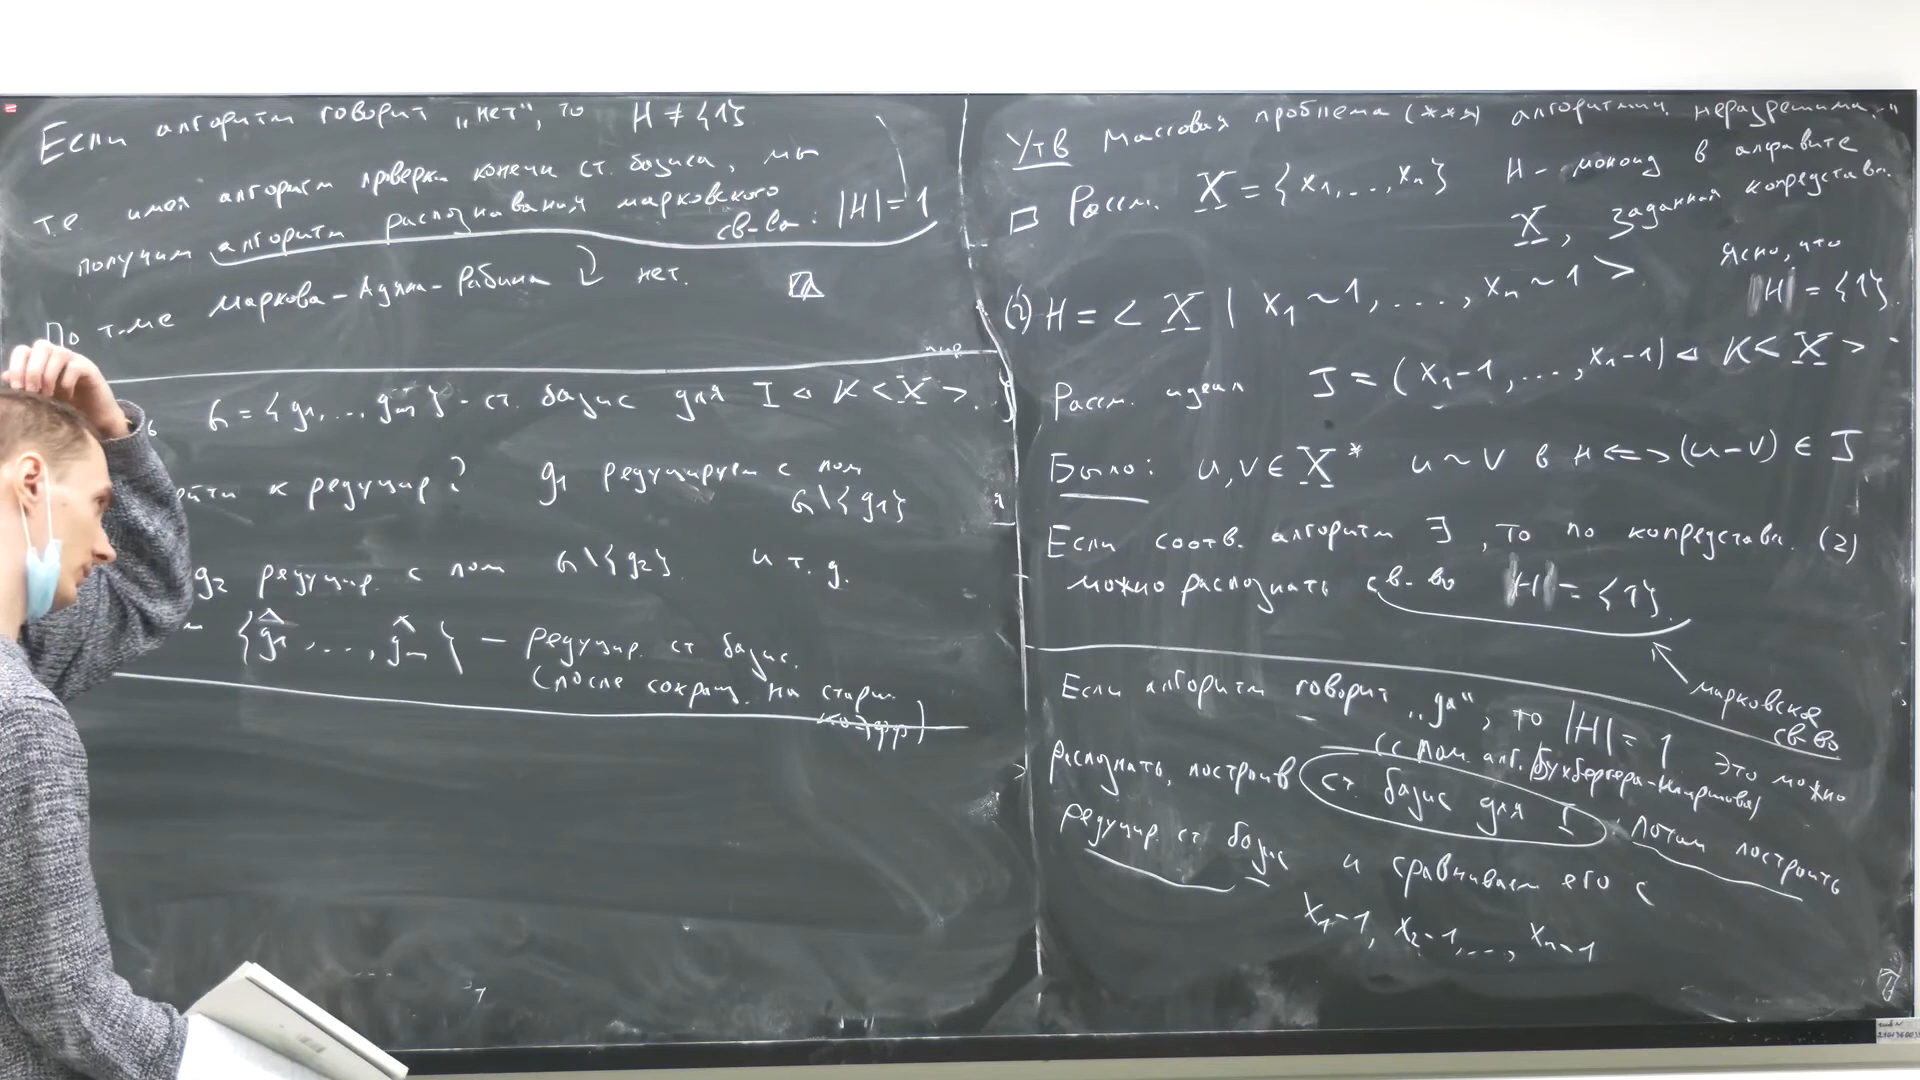 Если алгоритм говорит „нет“, то H ≠ {1}
т.е. имея алгоритм проверки конечн ст. базиса, мы
получим алгоритм распознавания марковского
св-ва: |H| = 1
По т-ме Маркова-Адяна-Рабина нет.
G = {g1, ... gm} - ст. базис для I ◁ K<X>.
к редуцир? g1 редуцируем с пом
G\{g1}
g2 редуцир. с пом G\{g2} и т.д.
{ĝ1, ..., ĝm} — редуцир. ст базис.
(после сокращ. на старш.
коэфф)
Утв Массовая проблема (***) алгоритмич. неразрешима.
Рассм. X = {x1, ..., xn} H - моноид в алфавите
X, заданная копредставл.
(2) H = < X | x1 ~ 1, ..., xn ~ 1 > Ясно, что
H = {1}.
Рассм. идеал J = (x1-1, ..., xn-1) ◁ K<X>.
Было: u, v ∈ X* u ~ v в H <=> (u-v) ∈ J
Если соотв. алгоритм ∃, то по копредставл. (2)
можно распознать св-во H = {1}.
марковское
св-во
Если алгоритм говорит „да“, то |H| = 1 Это можно
(с пом. алг. Бухбергера-
распознать, построив ст. базис для I. Потом построить
редуцир. ст базис и сравниваем его с
x1-1, x2-1, ..., xn-1